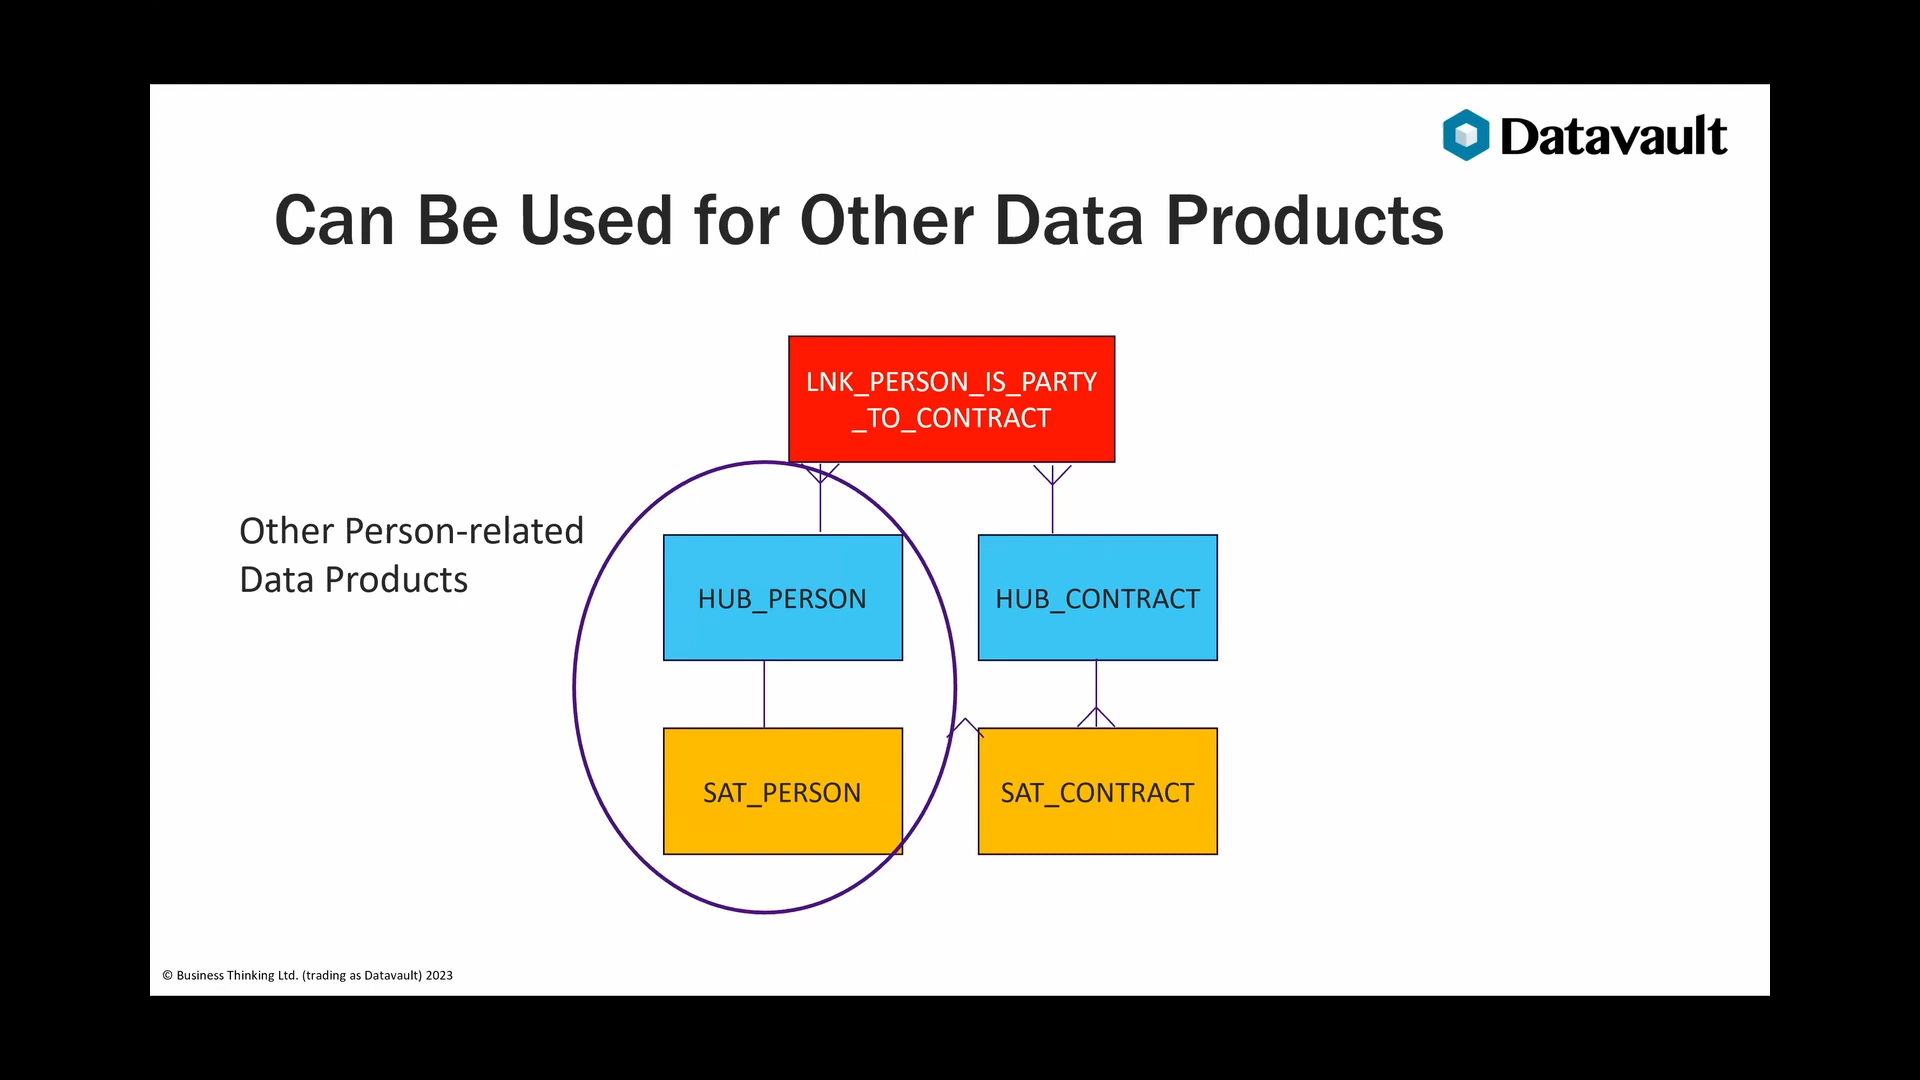 Datavault
Can Be Used for Other Data Products
LNK_PERSON_IS_PARTY
_TO_CONTRACT
Other Person-related
Data Products
HUB_PERSON
HUB_CONTRACT
SAT_PERSON
SAT_CONTRACT
© Business Thinking Ltd. (trading as Datavault) 2023